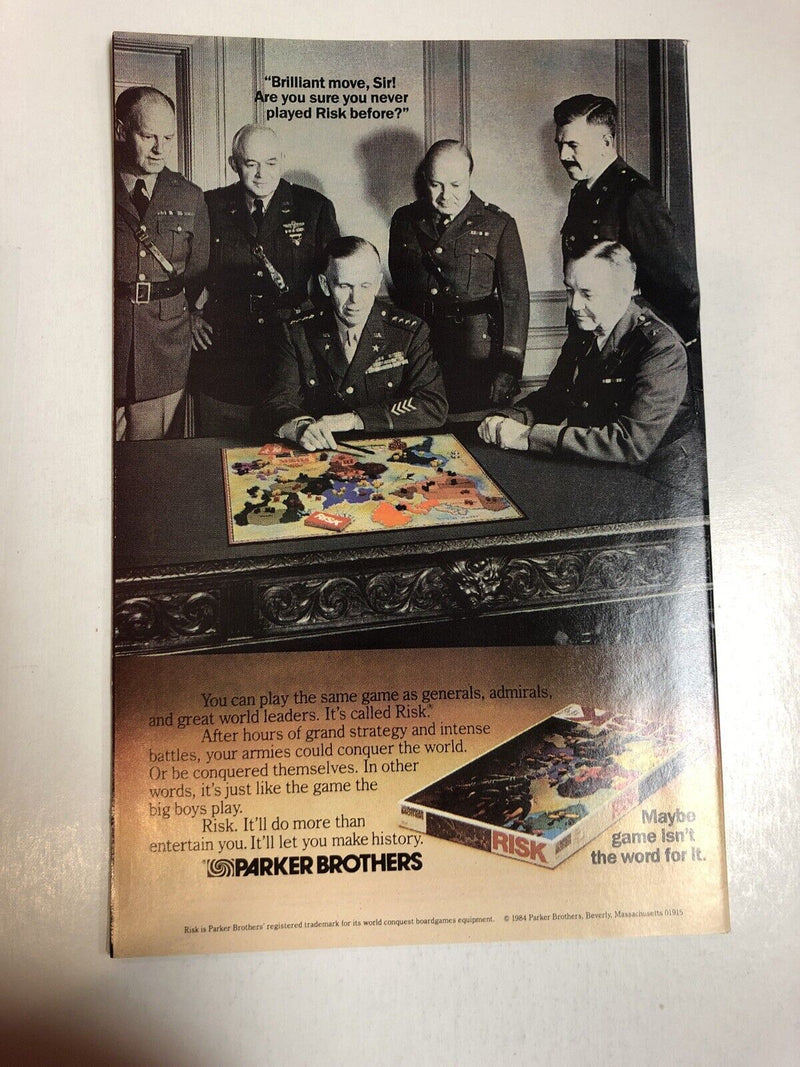 “Brilliant move, Sir!
Are you sure you never
played Risk before?”
RISK
You can play the same game as generals, admirals,
and great world leaders. It's called Risk.®
After hours of grand strategy and intense
battles, your armies could conquer the world.
Or be conquered themselves. In other
words, it's just like the game the
big boys play.
Risk. It'll do more than
entertain you. It'll let you make history.
PARKER BROTHERS
RISK
Maybe
game isn't
the word for it.
Risk is Parker Brothers' registered trademark for its world conquest boardgames equipment. © 1984 Parker Brothers, Beverly, Massachusetts 01915